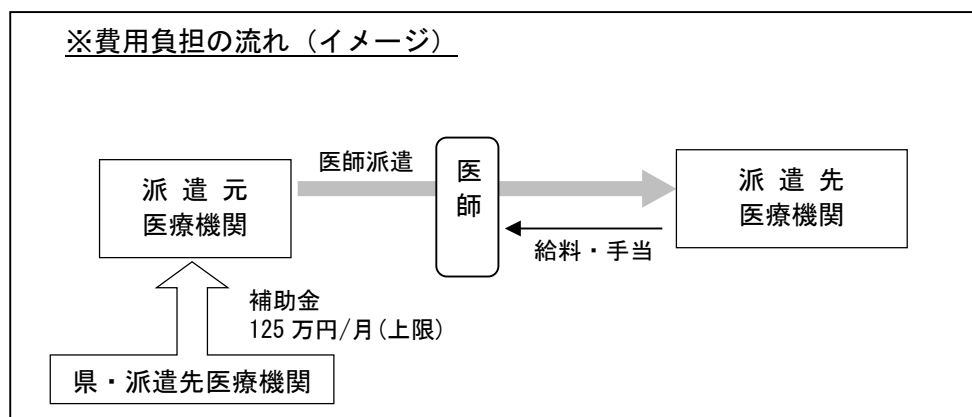 ※費用負担の流れ（イメージ）
医師派遣
派遣元
医療機関
医
師
派遣先
医療機関
給料・手当
補助金
125万円/月(上限)
県・派遣先医療機関